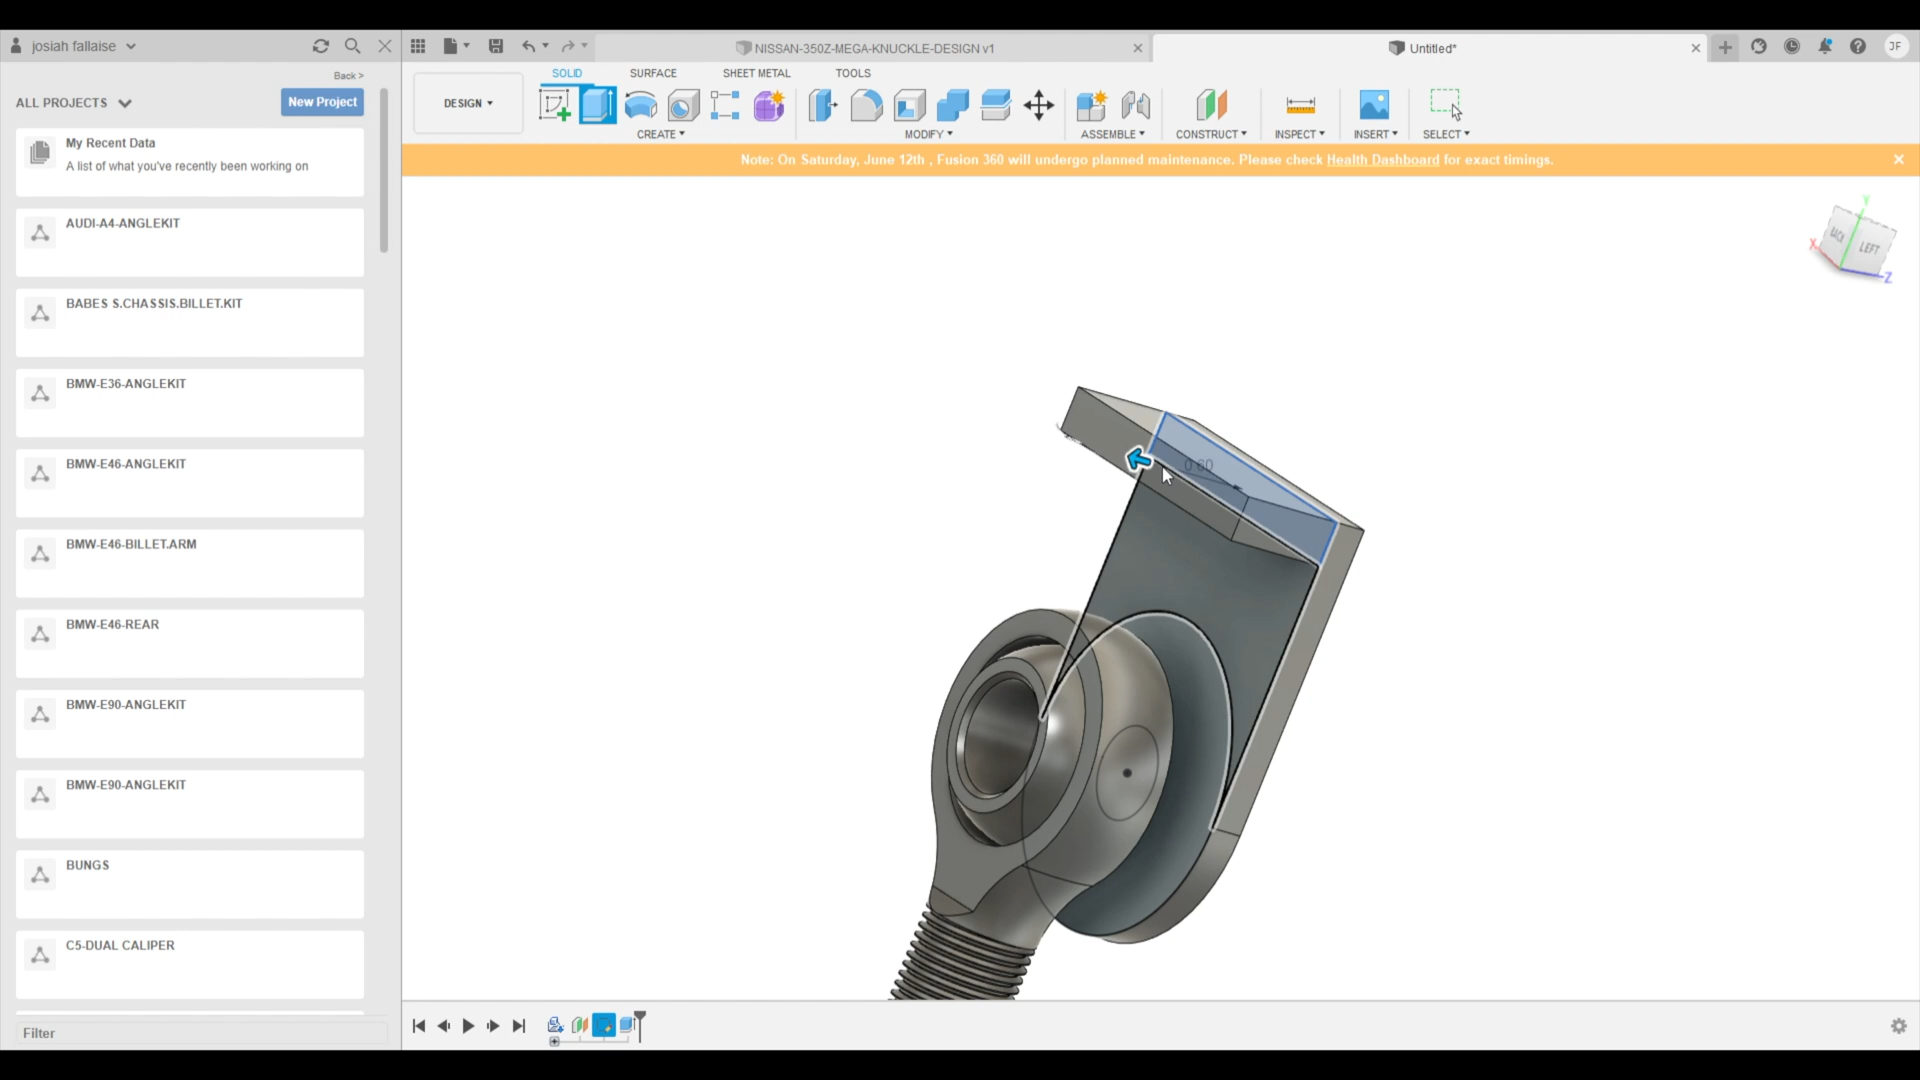 josiah fallaise
NISSAN-350Z-MEGA-KNUCKLE-DESIGN v1
Untitled*
JF
Back >
ALL PROJECTS
New Project
SOLID
SURFACE
SHEET METAL
TOOLS
DESIGN
CREATE
MODIFY
ASSEMBLE
CONSTRUCT
INSPECT
INSERT
SELECT
Note: On Saturday, June 12th , Fusion 360 will undergo planned maintenance. Please check Health Dashboard for exact timings.
My Recent Data
A list of what you've recently been working on
AUDI-A4-ANGLEKIT
BABES S.CHASSIS.BILLET.KIT
BMW-E36-ANGLEKIT
BMW-E46-ANGLEKIT
BMW-E46-BILLET.ARM
BMW-E46-REAR
BMW-E90-ANGLEKIT
BMW-E90-ANGLEKIT
BUNGS
C5-DUAL CALIPER
Filter
Y
BACK
LEFT
X
Z
0.60